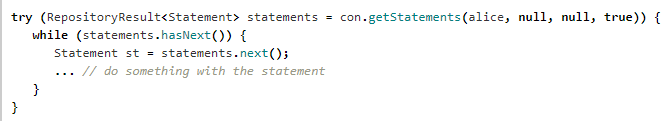 try (RepositoryResult<Statement> statements = con.getStatements(alice, null, null, true)) {
   while (statements.hasNext()) {
      Statement st = statements.next();
      ... // do something with the statement
   }
}